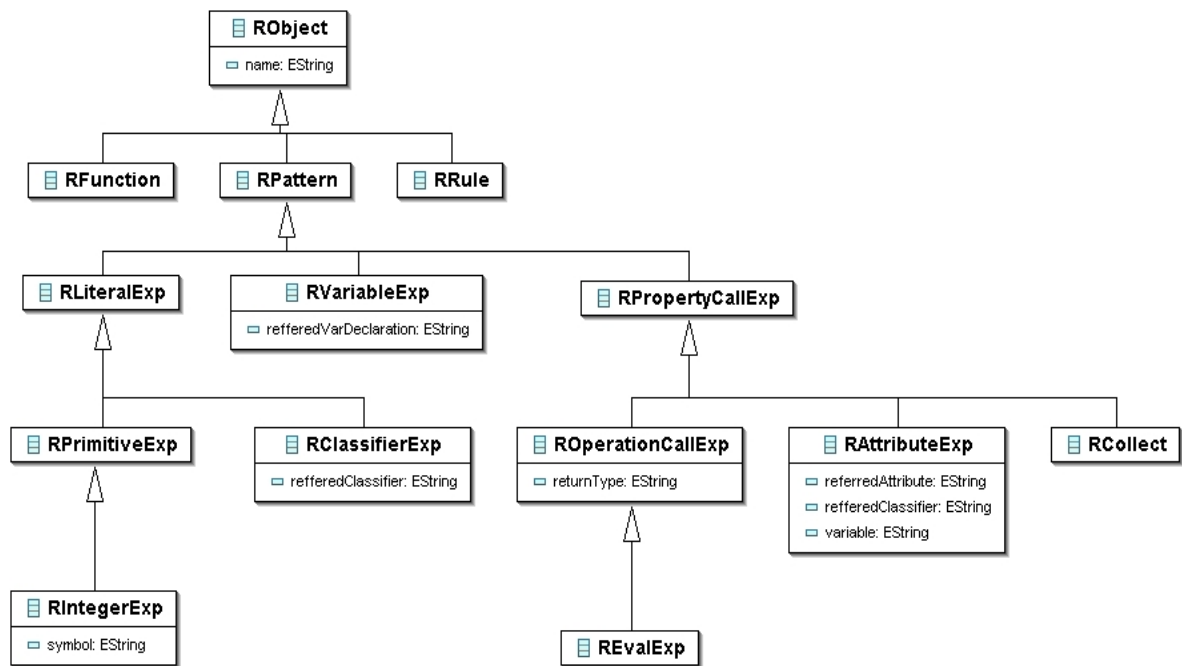 RObject
name: EString
RFunction
RPattern
RRule
RLiteralExp
RVariableExp
refferedVarDeclaration: EString
RPropertyCallExp
RPrimitiveExp
RClassifierExp
refferedClassifier: EString
ROperationCallExp
returnType: EString
RAttributeExp
referredAttribute: EString
refferedClassifier: EString
variable: EString
RCollect
RIntegerExp
symbol: EString
REvalExp